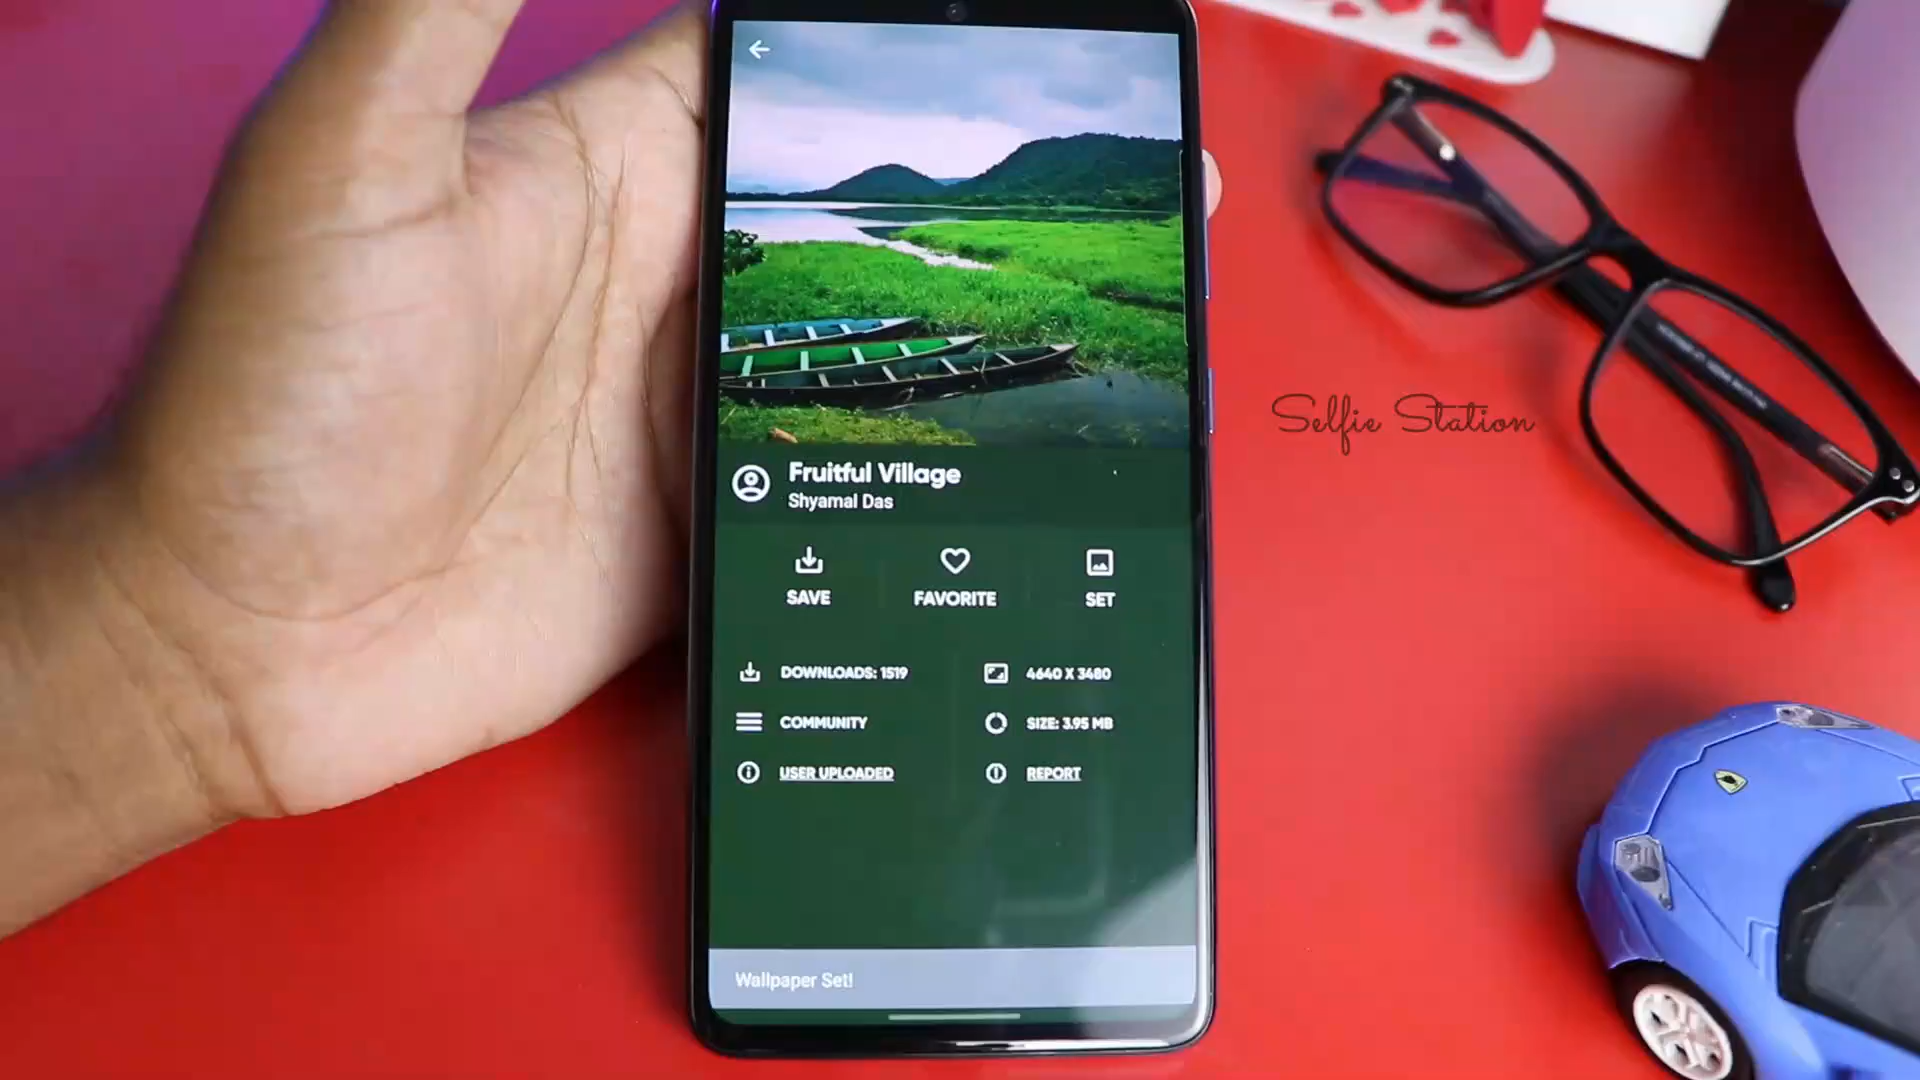 Fruitful Village
Shyamal Das
SAVE
FAVORITE
SET
DOWNLOADS: 1519
4640 X 3480
COMMUNITY
SIZE: 3.95 MB
USER UPLOADED
REPORT
Wallpaper Set!
Selfie Station